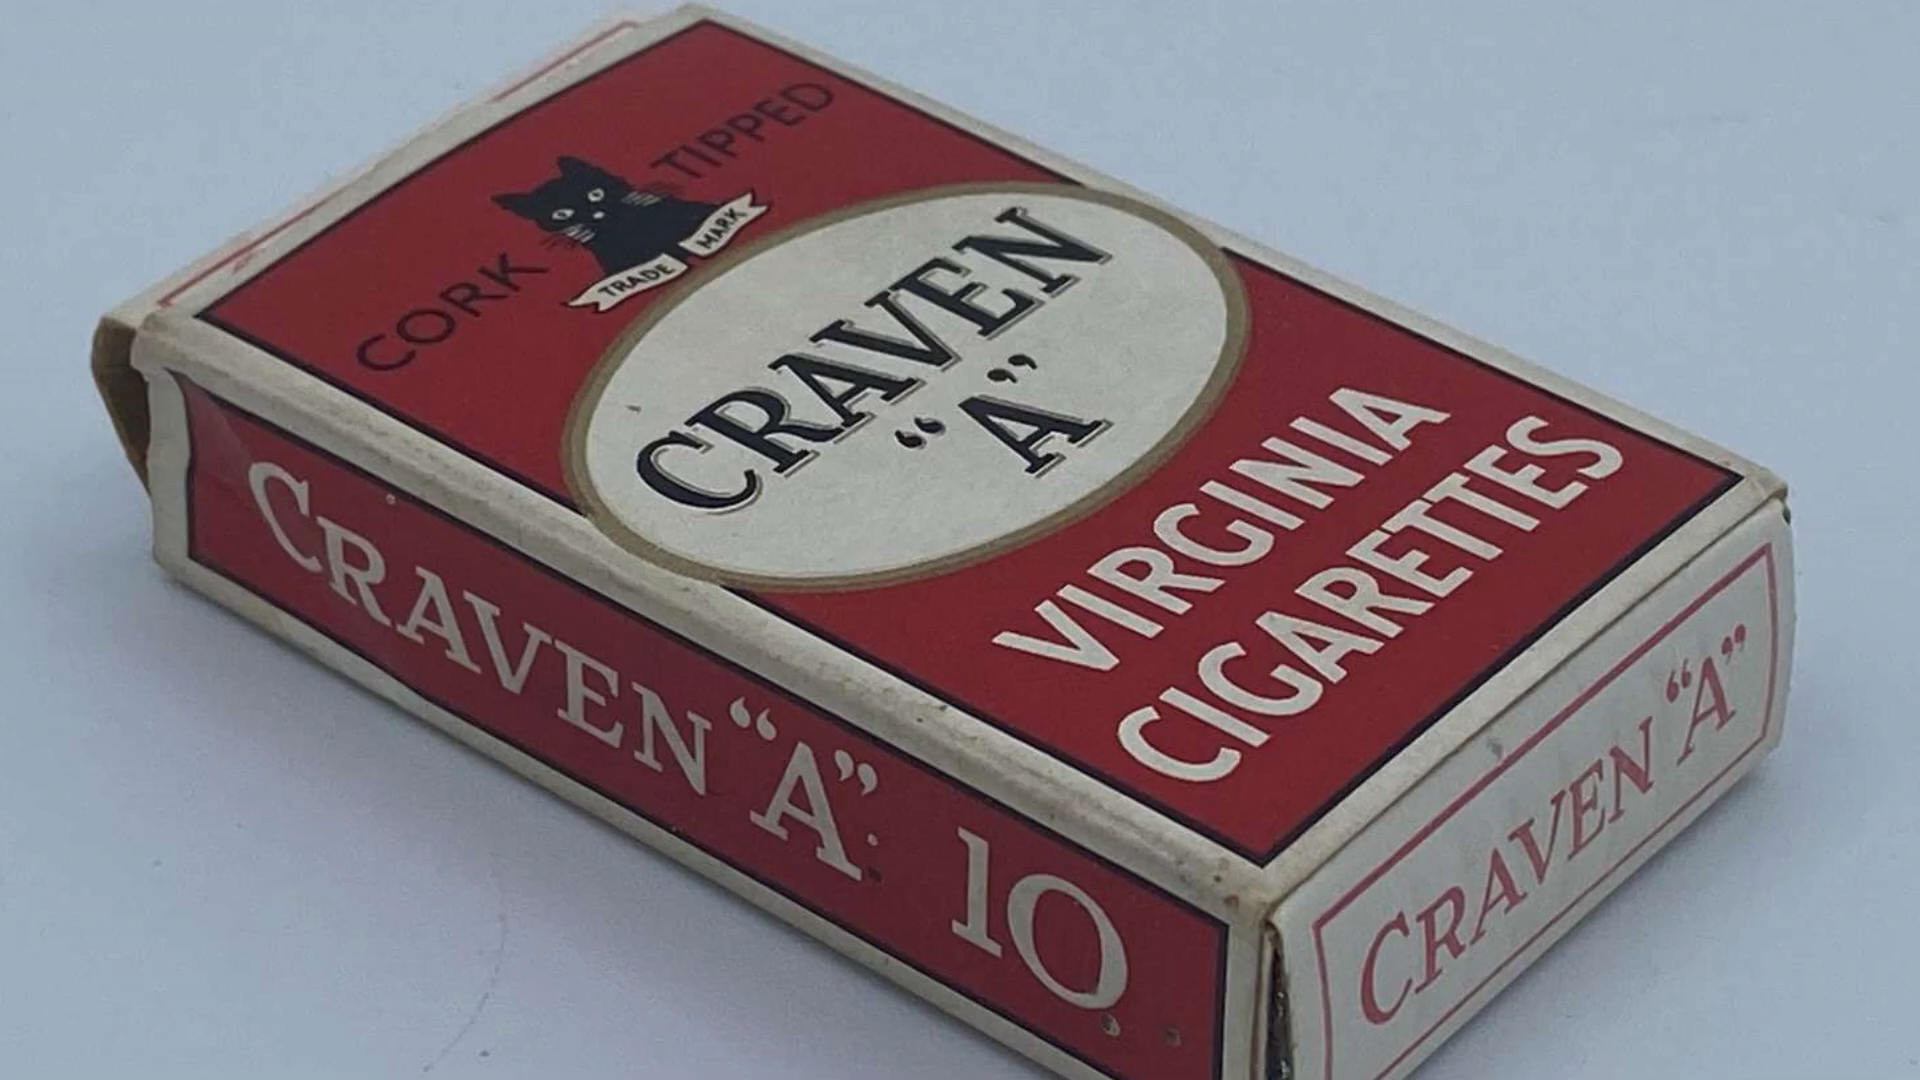 CORK TIPPED
TRADE MARK
CRAVEN
“A”
VIRGINIA
CIGARETTES
CRAVEN “A” 10
CRAVEN “A”